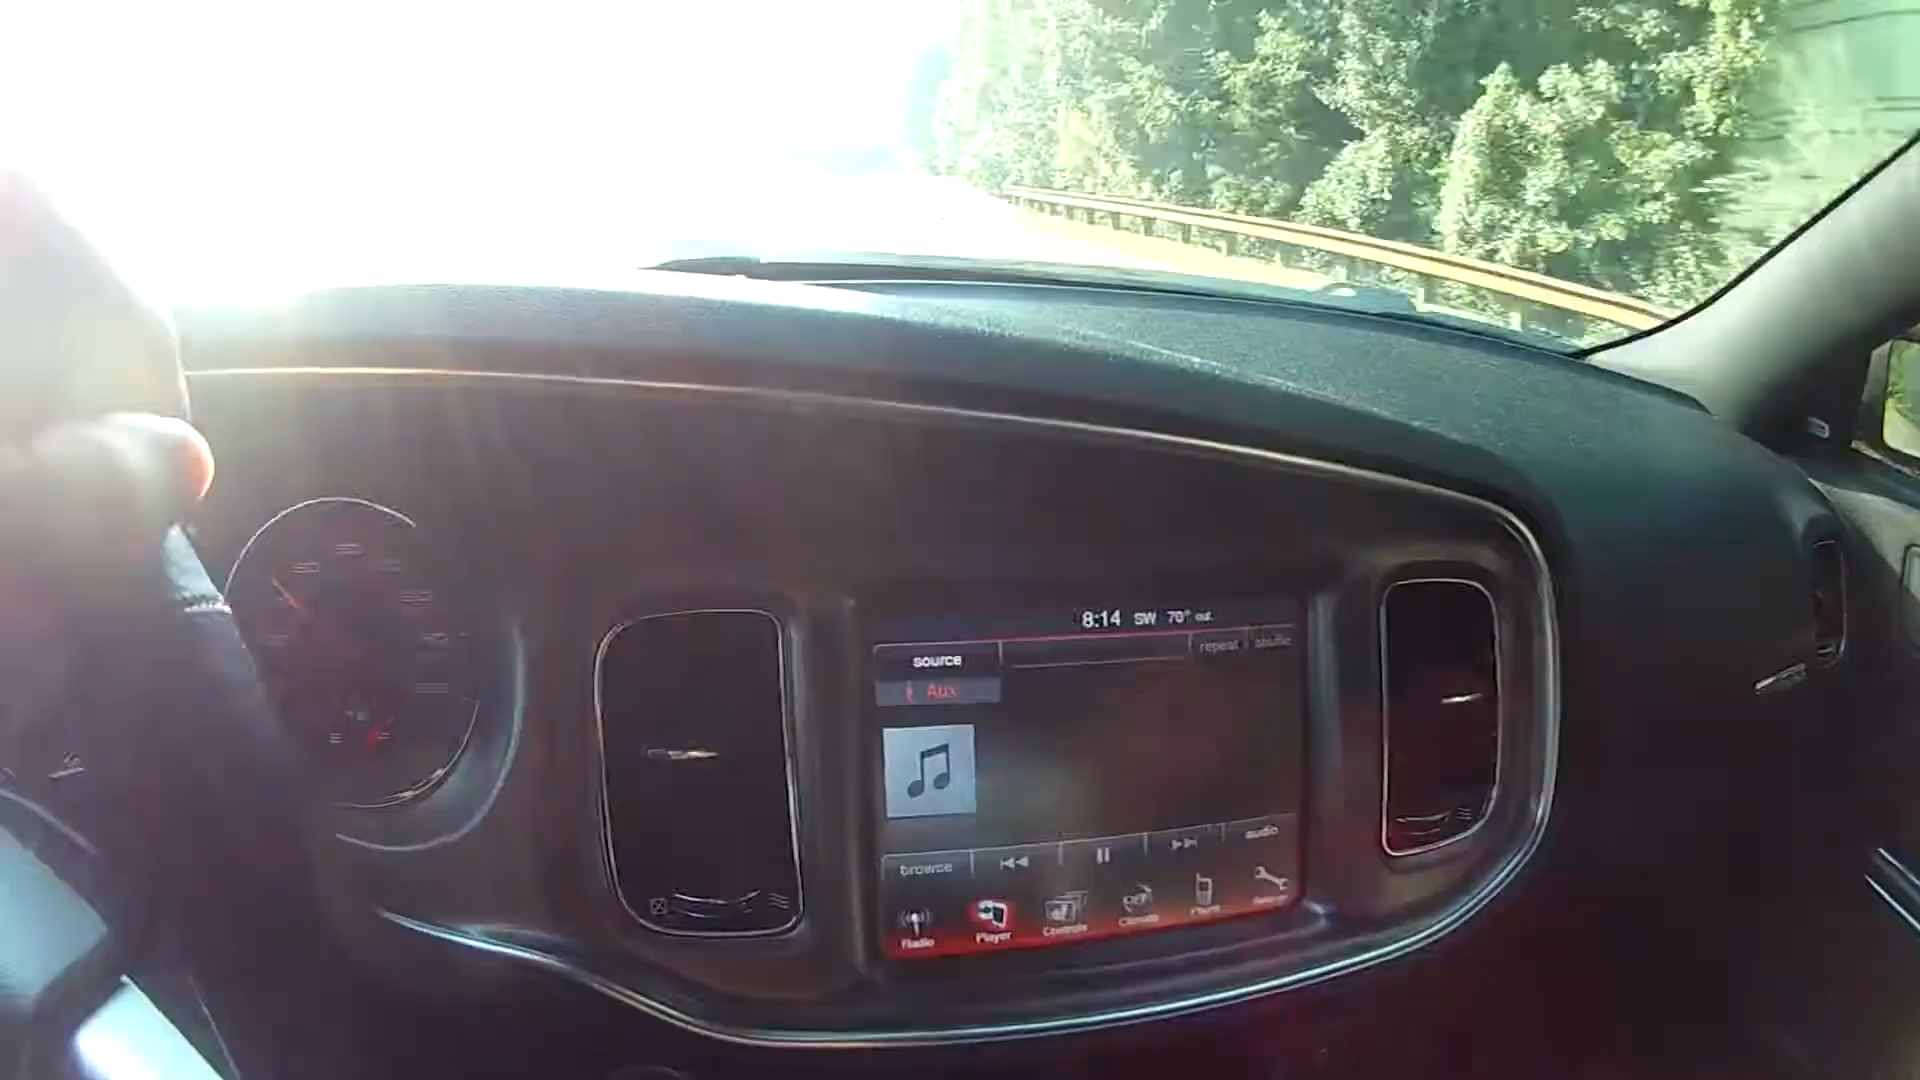 8:14 SW 70° out
repeat shuffle
source
Aux
browse
audio
Radio
Player
Controls
Climate
Phone